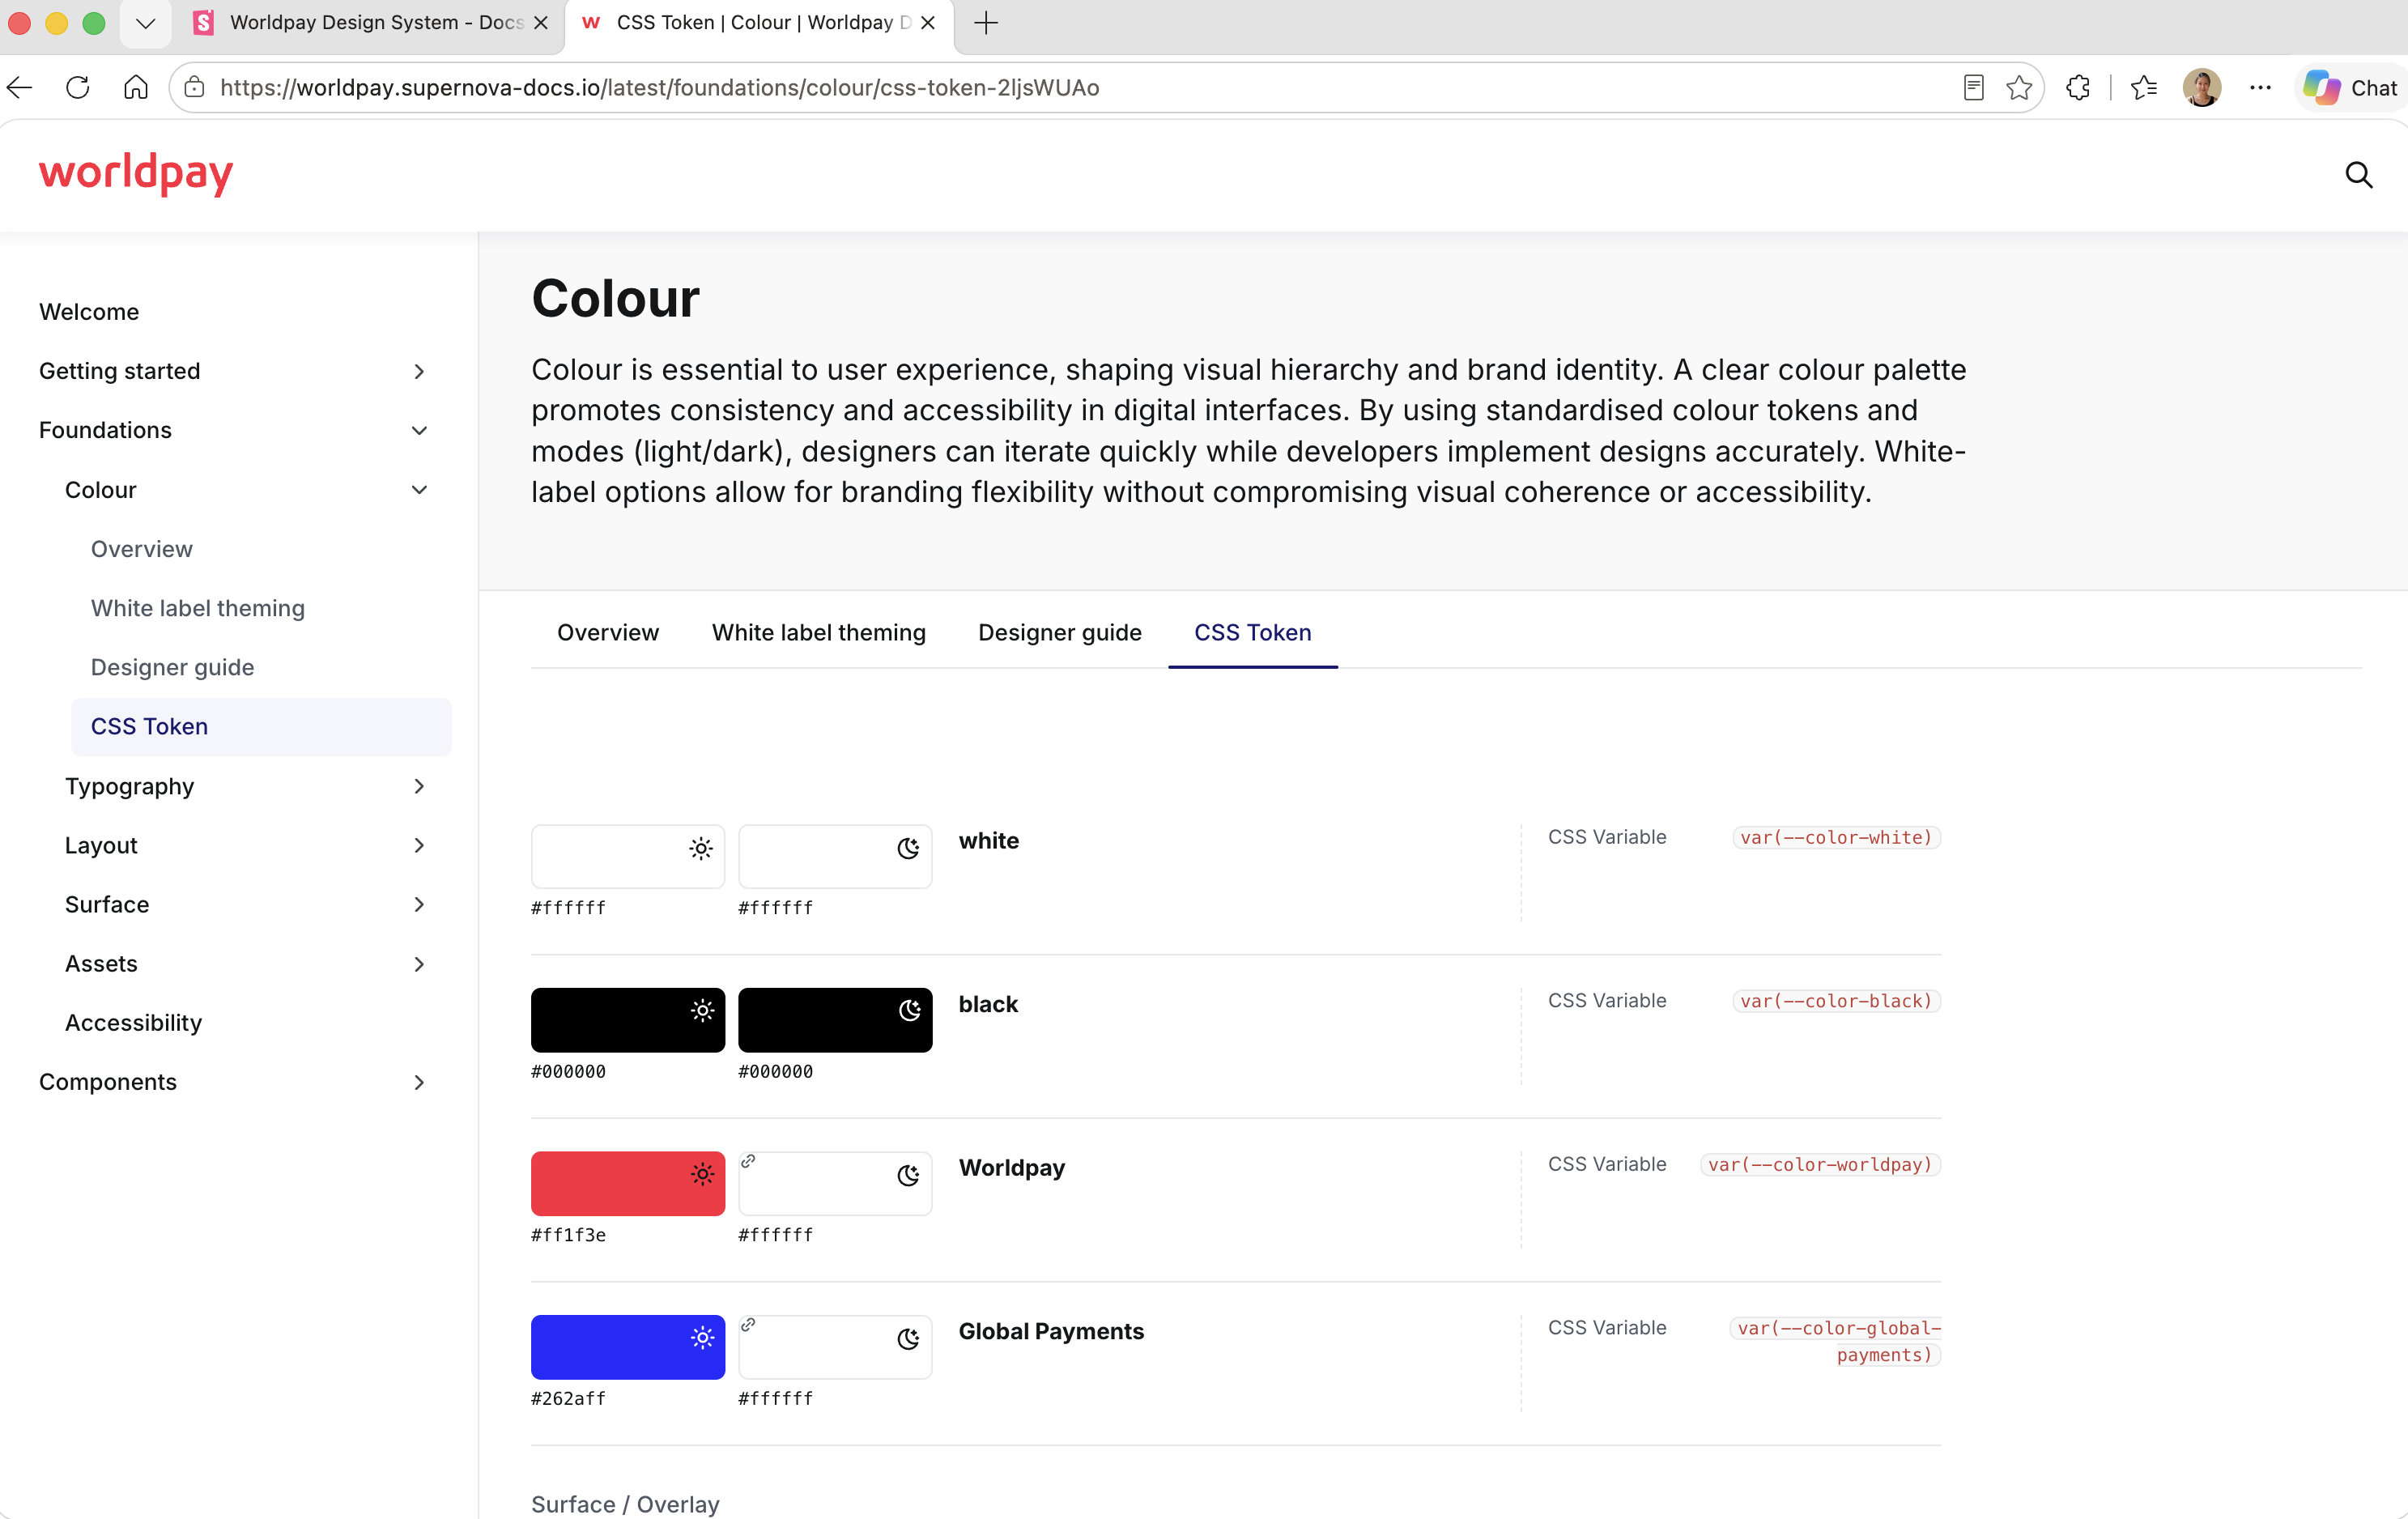 Worldpay Design System - Docs
CSS Token | Colour | Worldpay D
https://worldpay.supernova-docs.io/latest/foundations/colour/css-token-2ljsWUAo
Chat
worldpay
Welcome
Getting started
Foundations
Colour
Overview
White label theming
Designer guide
CSS Token
Typography
Layout
Surface
Assets
Accessibility
Components
Colour
Colour is essential to user experience, shaping visual hierarchy and brand identity. A clear colour palette
promotes consistency and accessibility in digital interfaces. By using standardised colour tokens and
modes (light/dark), designers can iterate quickly while developers implement designs accurately. White-
label options allow for branding flexibility without compromising visual coherence or accessibility.
Overview White label theming Designer guide CSS Token
white CSS Variable var(--color-white)
#ffffff #ffffff
black CSS Variable var(--color-black)
#000000 #000000
Worldpay CSS Variable var(--color-worldpay)
#ff1f3e #ffffff
Global Payments CSS Variable var(--color-global-
payments)
#262aff #ffffff
Surface / Overlay